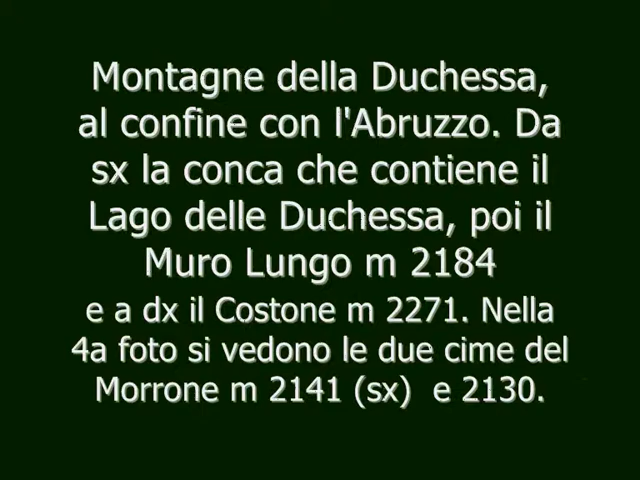 Montagne della Duchessa,
al confine con l'Abruzzo. Da
sx la conca che contiene il
Lago delle Duchessa, poi il
Muro Lungo m 2184
e a dx il Costone m 2271. Nella
4a foto si vedono le due cime del
Morrone m 2141 (sx)  e 2130.